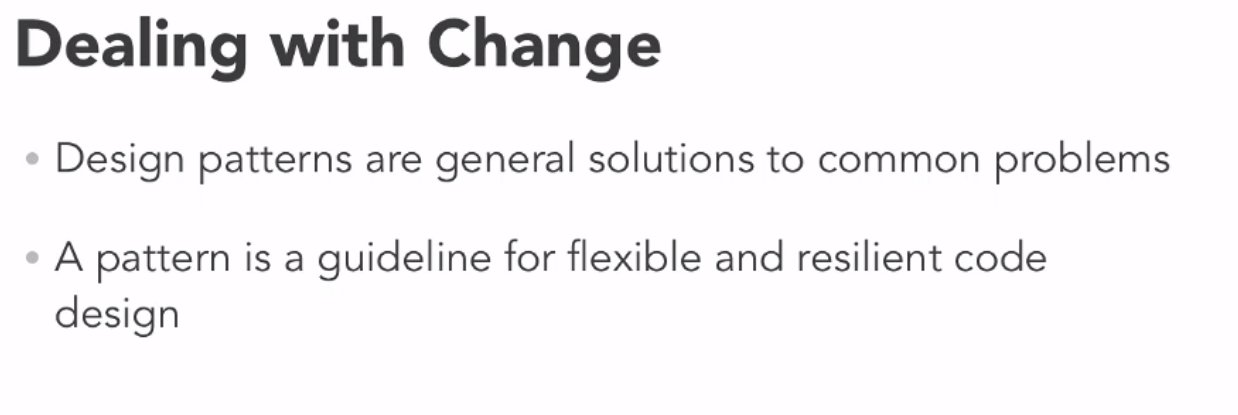 Dealing with Change
• Design patterns are general solutions to common problems
• A pattern is a guideline for flexible and resilient code
design